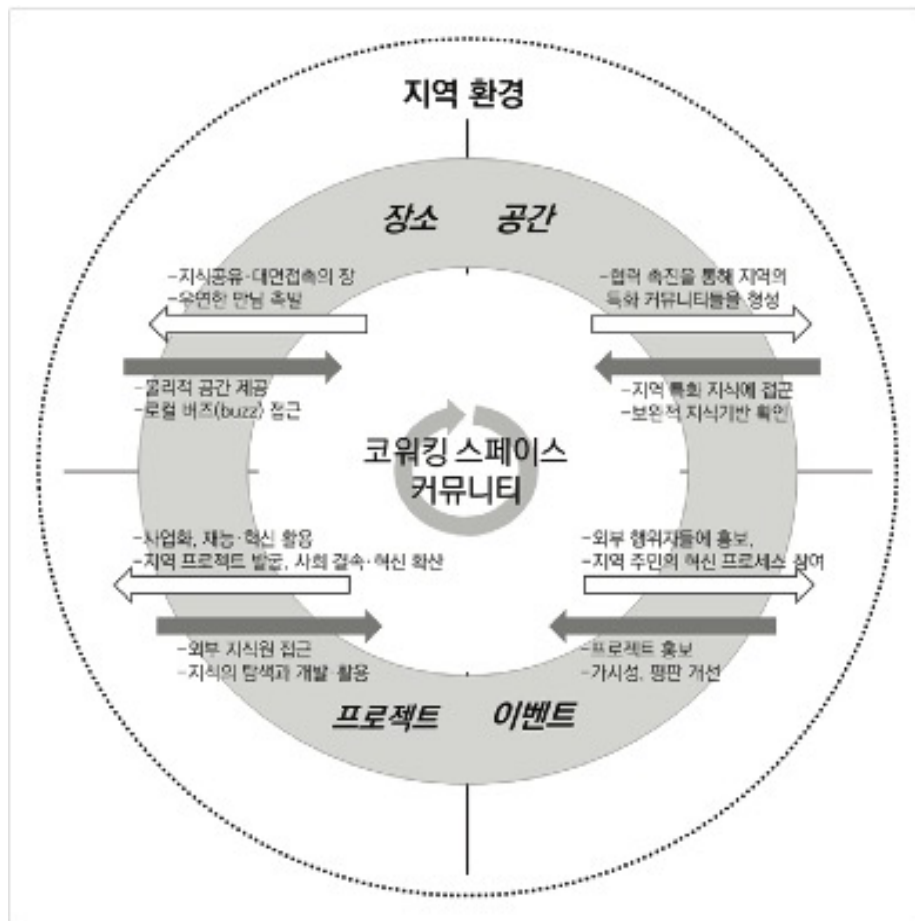 지역 환경
장소 공간
-지식공유·대면접촉의 장
-우연한 만남 촉발
-협력 촉진을 통해 지역의
특화 커뮤니티들을 형성
-물리적 공간 제공
-로컬 버즈(buzz) 접근
-지역 특화 지식에 접근
-보완적 지식기반 확인
코워킹 스페이스
커뮤니티
-사업화, 재능·혁신 활용
-지역 프로젝트 발굴, 사회 결속·혁신 확산
-외부 행위자들에 홍보,
-지역 주민의 혁신 프로세스 참여
-외부 지식원 접근
-지식의 탐색과 개발·활용
-프로젝트 홍보
-가시성, 평판 개선
프로젝트 이벤트